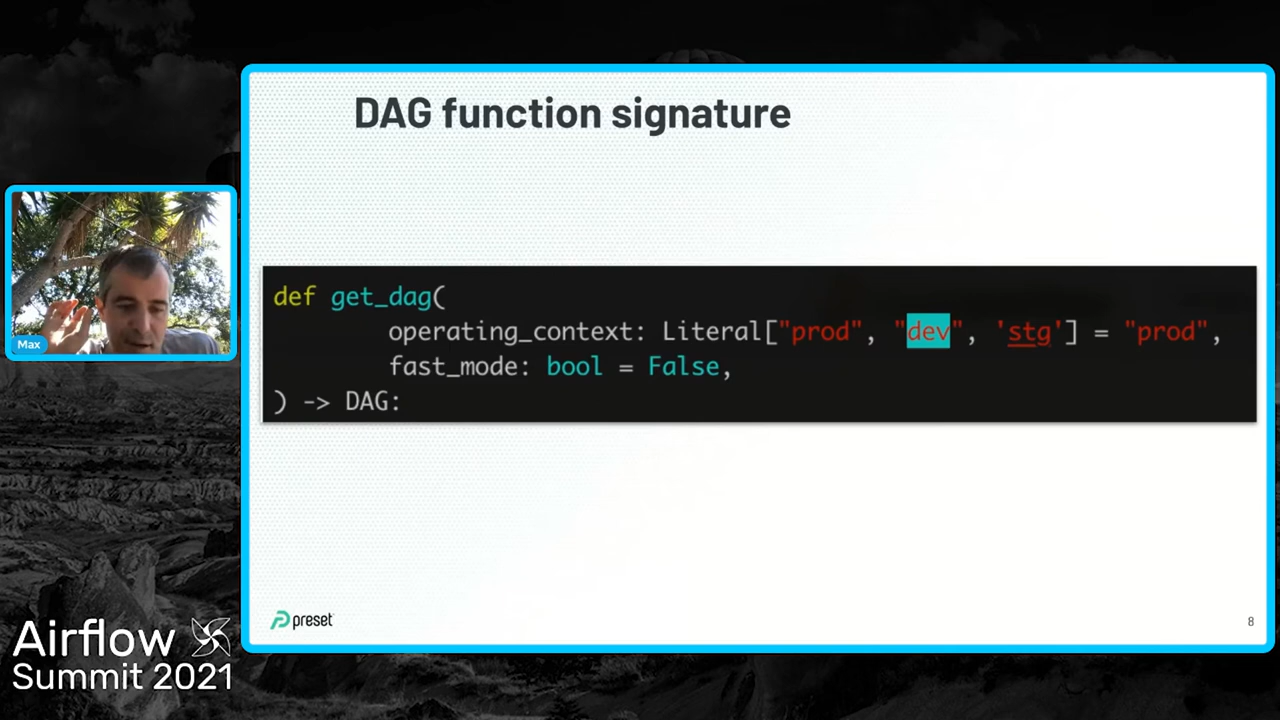 DAG function signature
def get_dag(
operating_context: Literal["prod", "dev", 'stg'] = "prod",
fast_mode: bool = False,
) -> DAG:
Max
preset
8
Airflow
Summit 2021